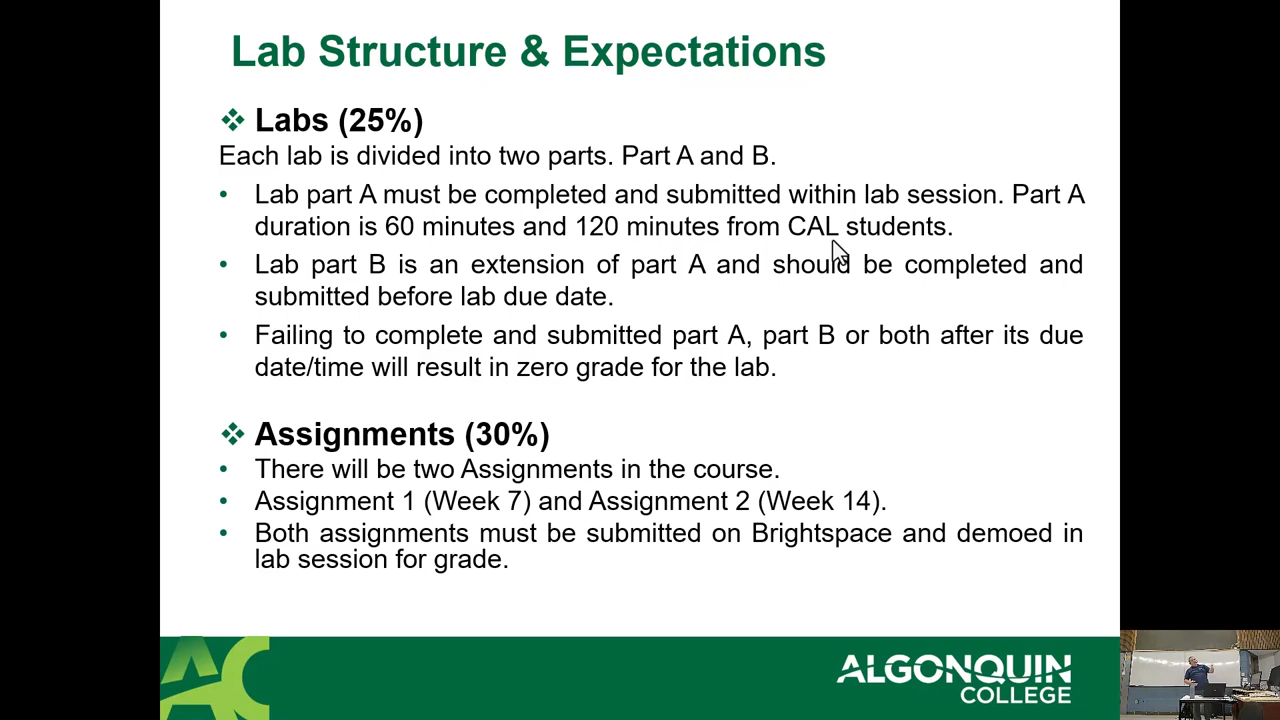 Lab Structure & Expectations
❖ Labs (25%)
Each lab is divided into two parts. Part A and B.
• Lab part A must be completed and submitted within lab session. Part A
duration is 60 minutes and 120 minutes from CAL students.
• Lab part B is an extension of part A and should be completed and
submitted before lab due date.
• Failing to complete and submitted part A, part B or both after its due
date/time will result in zero grade for the lab.
❖ Assignments (30%)
• There will be two Assignments in the course.
• Assignment 1 (Week 7) and Assignment 2 (Week 14).
• Both assignments must be submitted on Brightspace and demoed in
lab session for grade.
AC
ALGONQUIN
COLLEGE